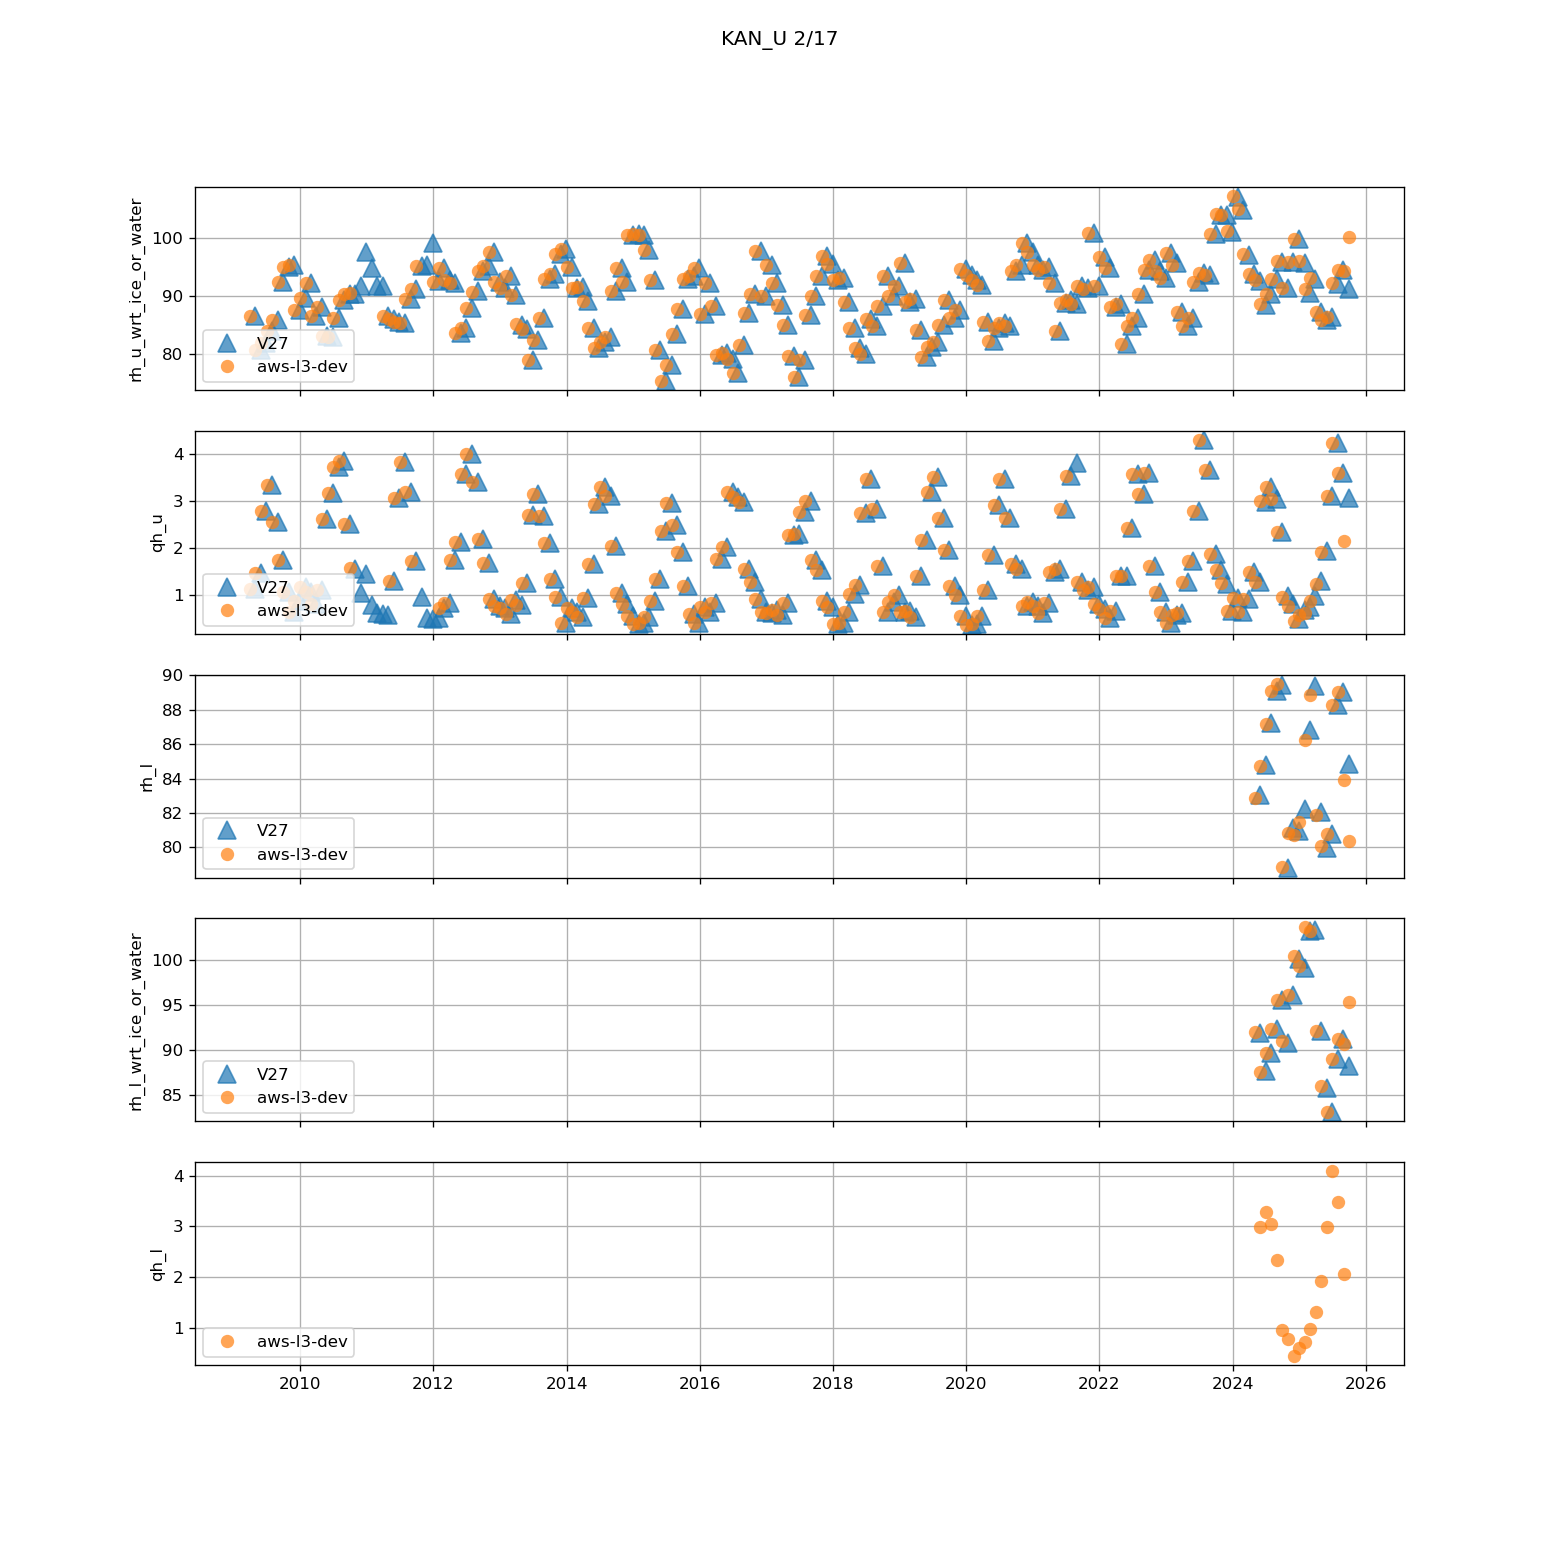 KAN_U 2/17
rh_u_wrt_ice_or_water
100
90
80
V27
aws-l3-dev
qh_u
4
3
2
1
V27
aws-l3-dev
rh_l
90
88
86
84
82
80
V27
aws-l3-dev
rh_l_wrt_ice_or_water
100
95
90
85
V27
aws-l3-dev
qh_l
4
3
2
1
aws-l3-dev
2010 2012 2014 2016 2018 2020 2022 2024 2026